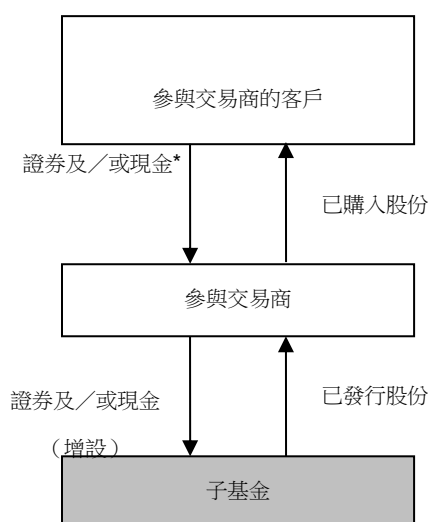 參與交易商的客戶
證券及／或現金*
已購入股份
參與交易商
證券及／或現金
已發行股份
（增設）
子基金